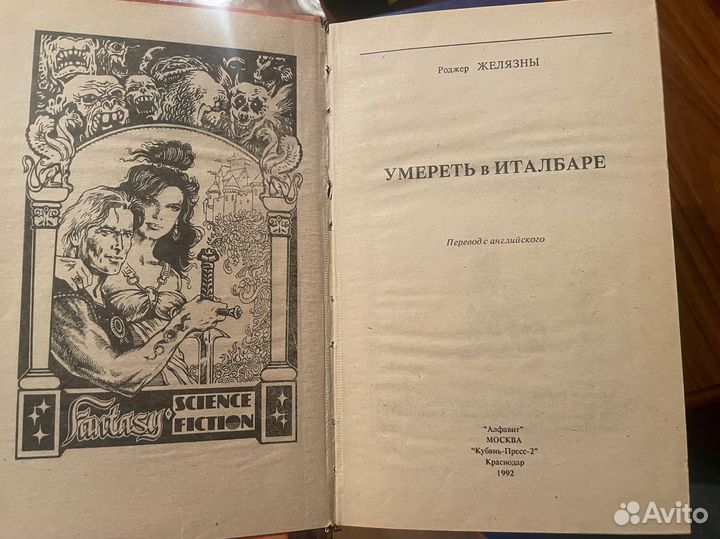 Fantasy·
SCIENCE
FICTION
Роджер ЖЕЛЯЗНЫ
УМЕРЕТЬ в ИТАЛБАРЕ
Перевод с английского
"Алфавит"
МОСКВА
"Кубань-Пресс-2"
Краснодар
1992
Avito